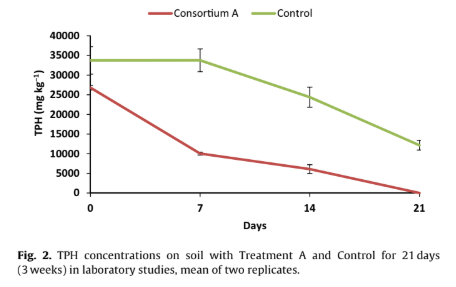 Consortium A Control
40000
35000
30000
25000
20000
15000
10000
5000
0
TPH (mg kg⁻¹)
0 7 14 21
Days
Fig. 2. TPH concentrations on soil with Treatment A and Control for 21 days
(3 weeks) in laboratory studies, mean of two replicates.